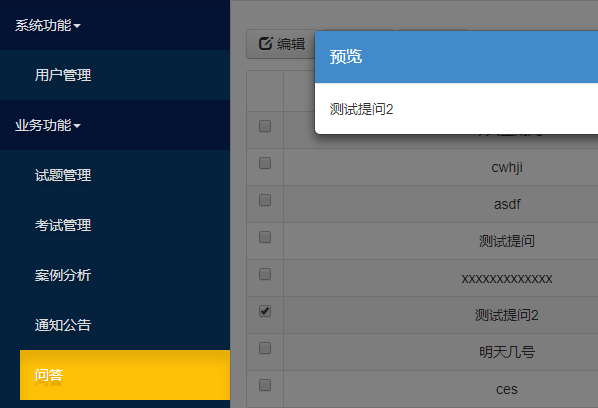 系统功能
用户管理
业务功能
试题管理
考试管理
案例分析
通知公告
问答
编辑
预览
测试提问2
cwhji
asdf
测试提问
xxxxxxxxxxxxx
测试提问2
明天几号
ces